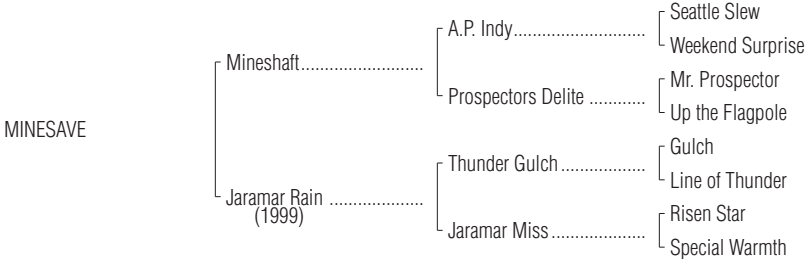 Seattle Slew
A.P. Indy..............................
Weekend Surprise
Mineshaft............................
Mr. Prospector
Prospectors Delite .............
Up the Flagpole
MINESAVE
Gulch
Thunder Gulch...................
Line of Thunder
Jaramar Rain .....................
(1999)
Risen Star
Jaramar Miss .....................
Special Warmth